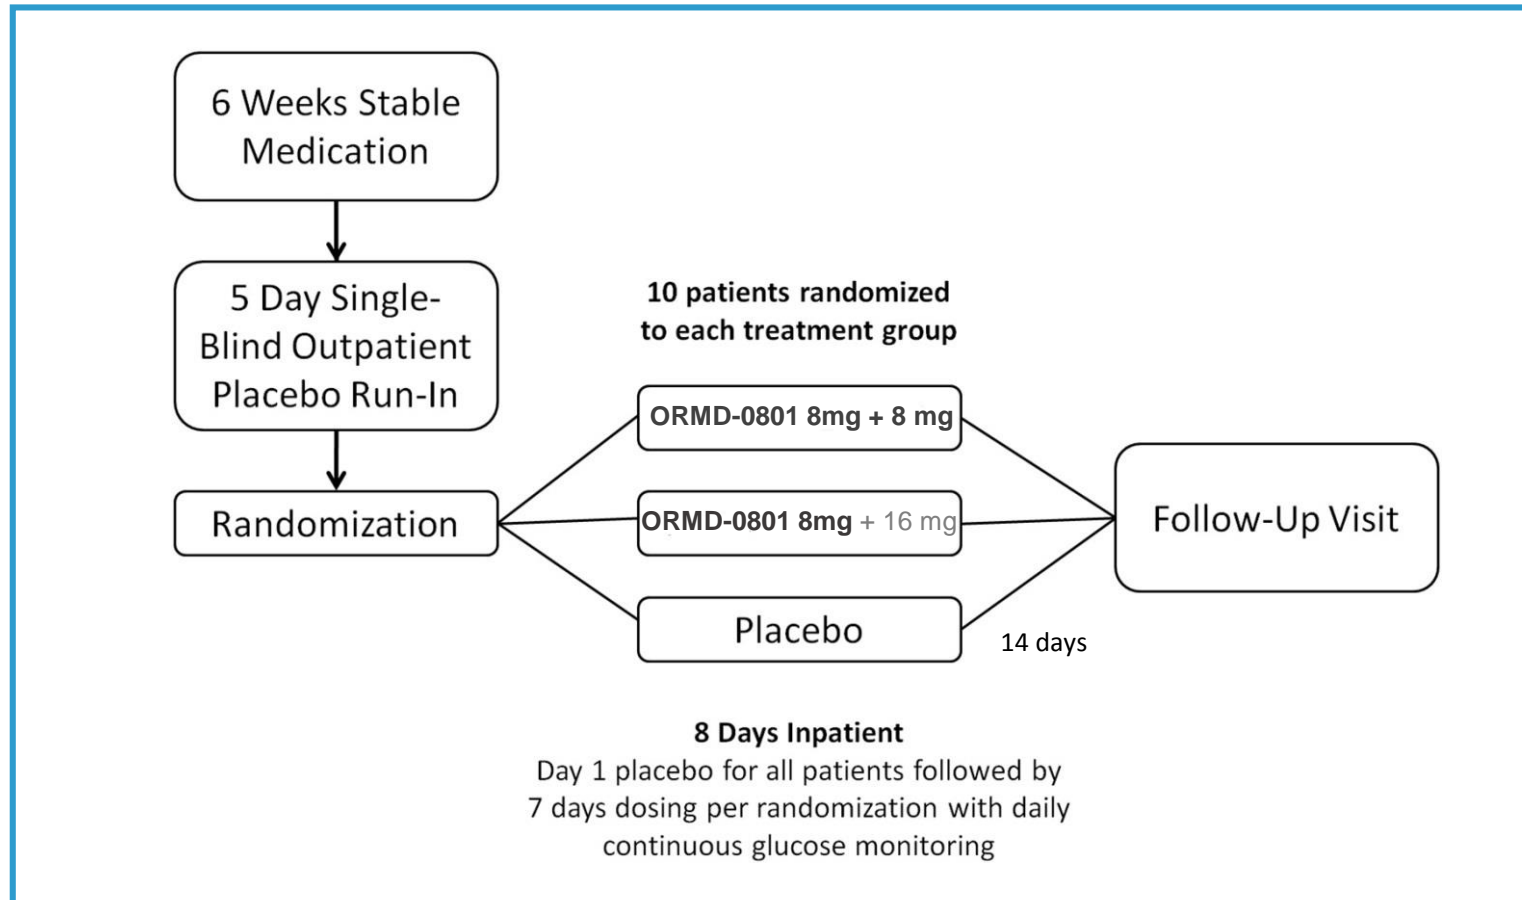 6 Weeks Stable
Medication
5 Day Single-
Blind Outpatient
Placebo Run-In
Randomization
10 patients randomized
to each treatment group
ORMD-0801 8mg + 8 mg
ORMD-0801 8mg + 16 mg
Placebo
14 days
Follow-Up Visit
8 Days Inpatient
Day 1 placebo for all patients followed by
7 days dosing per randomization with daily
continuous glucose monitoring